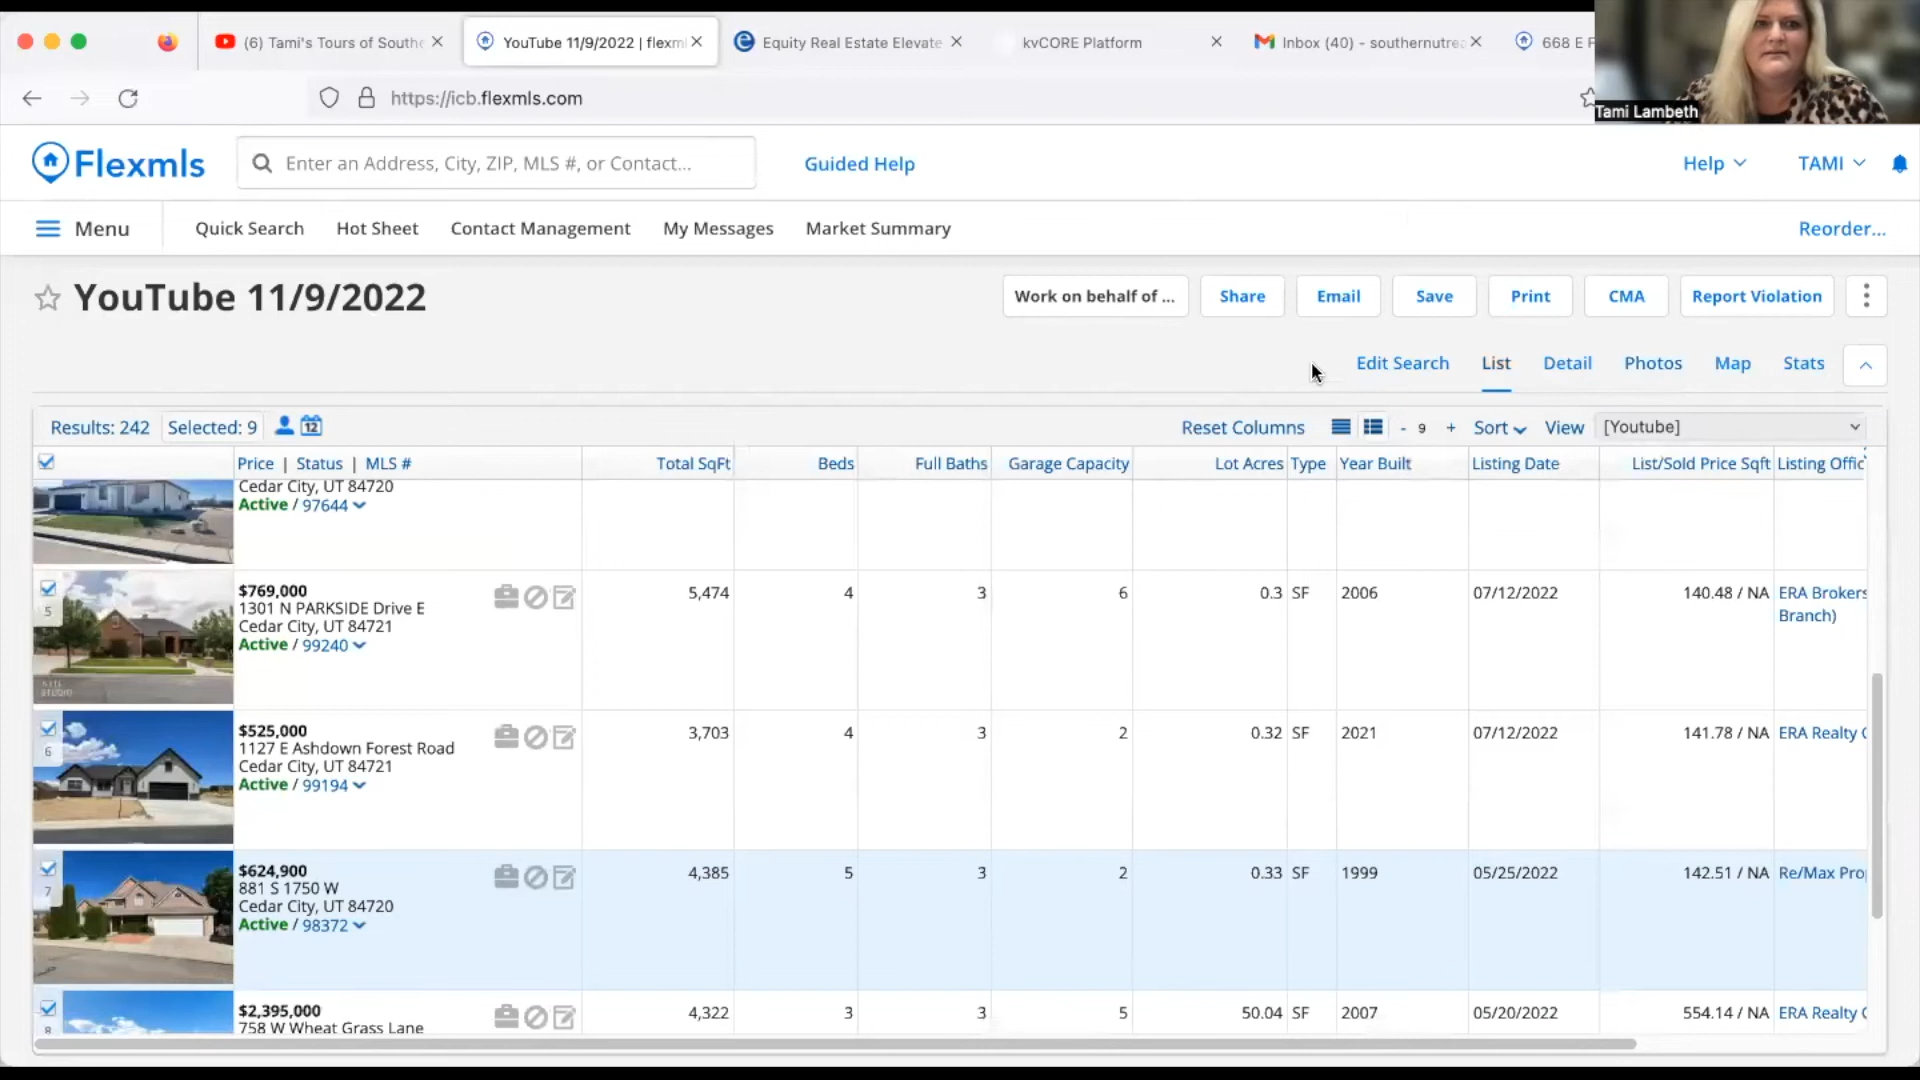 (6) Tami's Tours of South
YouTube 11/9/2022 | flexm
Equity Real Estate Elevate
kvCORE Platform
Inbox (40) - southernutre
668 E F
Tami Lambeth
https://icb.flexmls.com
Flexmls
Enter an Address, City, ZIP, MLS #, or Contact...
Guided Help
Help
TAMI
Menu
Quick Search
Hot Sheet
Contact Management
My Messages
Market Summary
Reorder...
YouTube 11/9/2022
Work on behalf of ...
Share
Email
Save
Print
CMA
Report Violation
Edit Search
List
Detail
Photos
Map
Stats
Results: 242
Selected: 9
12
Reset Columns
- 9 +
Sort
View
[Youtube]
Price | Status | MLS #
Total SqFt
Beds
Full Baths
Garage Capacity
Lot Acres
Type
Year Built
Listing Date
List/Sold Price Sqft
Listing Offic
Cedar City, UT 84720
Active / 97644
5
$769,000
1301 N PARKSIDE Drive E
Cedar City, UT 84721
Active / 99240
5,474
4
3
6
0.3
SF
2006
07/12/2022
140.48 / NA
ERA Brokers
Branch)
6
$525,000
1127 E Ashdown Forest Road
Cedar City, UT 84721
Active / 99194
3,703
4
3
2
0.32
SF
2021
07/12/2022
141.78 / NA
ERA Realty C
7
$624,900
881 S 1750 W
Cedar City, UT 84720
Active / 98372
4,385
5
3
2
0.33
SF
1999
05/25/2022
142.51 / NA
Re/Max Pro
8
$2,395,000
758 W Wheat Grass Lane
4,322
3
3
5
50.04
SF
2007
05/20/2022
554.14 / NA
ERA Realty C